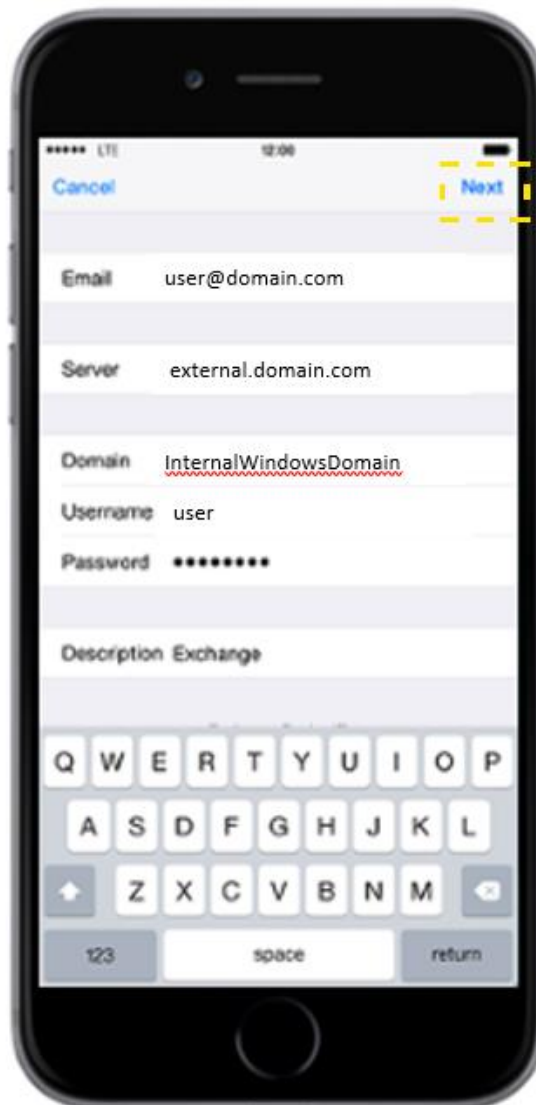 LTE 12:00
Cancel Next
Email user@domain.com
Server external.domain.com
Domain InternalWindowsDomain
Username user
Password ••••••••
Description Exchange
Q W E R T Y U I O P
A S D F G H J K L
Z X C V B N M
123 space return